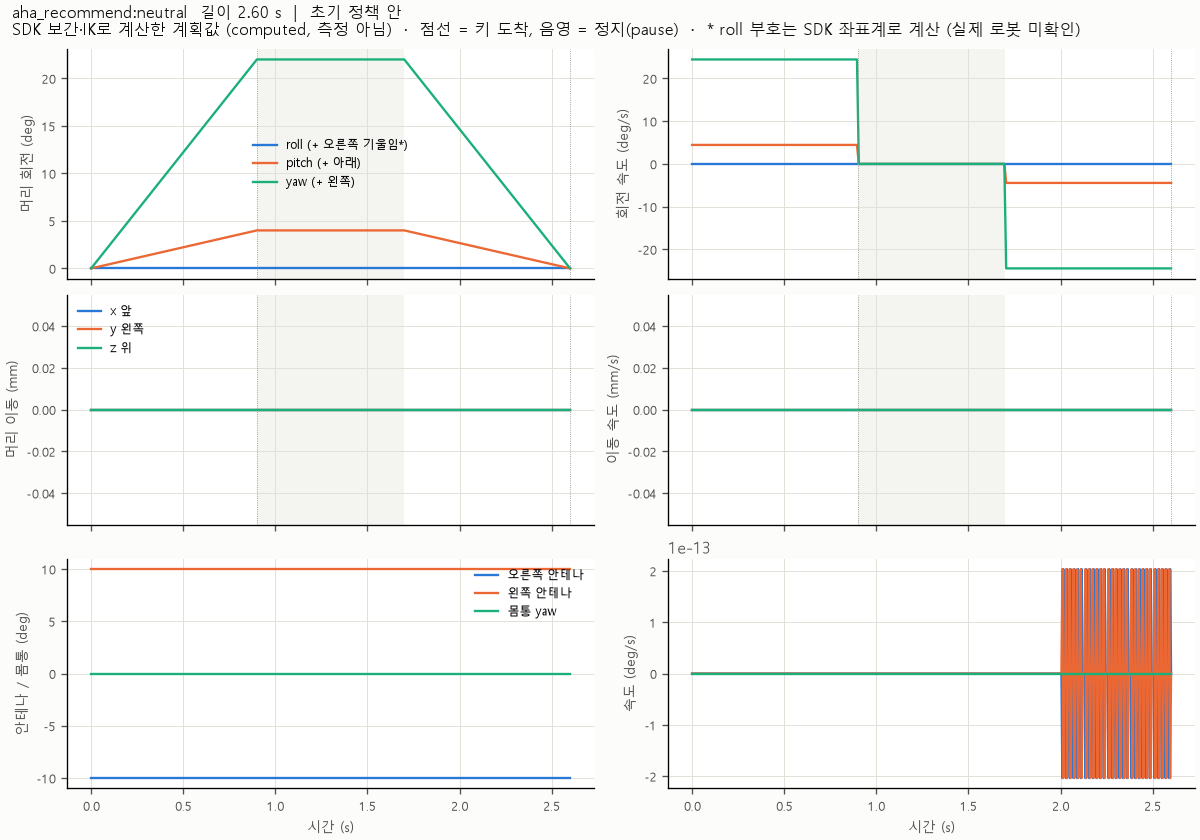 aha_recommend:neutral 길이 2.60 s | 초기 정책 안
SDK 보간·IK로 계산한 계획값 (computed, 측정 아님) · 점선 = 키 도착, 음영 = 정지(pause) · * roll 부호는 SDK 좌표계로 계산 (실제 로봇 미확인)
머리 회전 (deg)
20
15
10
5
0
roll (+ 오른쪽 기울임*)
pitch (+ 아래)
yaw (+ 왼쪽)
회전 속도 (deg/s)
20
10
0
-10
-20
머리 이동 (mm)
0.04
0.02
0.00
-0.02
-0.04
x 앞
y 왼쪽
z 위
이동 속도 (mm/s)
0.04
0.02
0.00
-0.02
-0.04
안테나 / 몸통 (deg)
10
5
0
-5
-10
오른쪽 안테나
왼쪽 안테나
몸통 yaw
0.0 0.5 1.0 1.5 2.0 2.5
시간 (s)
1e-13
속도 (deg/s)
2
1
0
-1
-2
0.0 0.5 1.0 1.5 2.0 2.5
시간 (s)